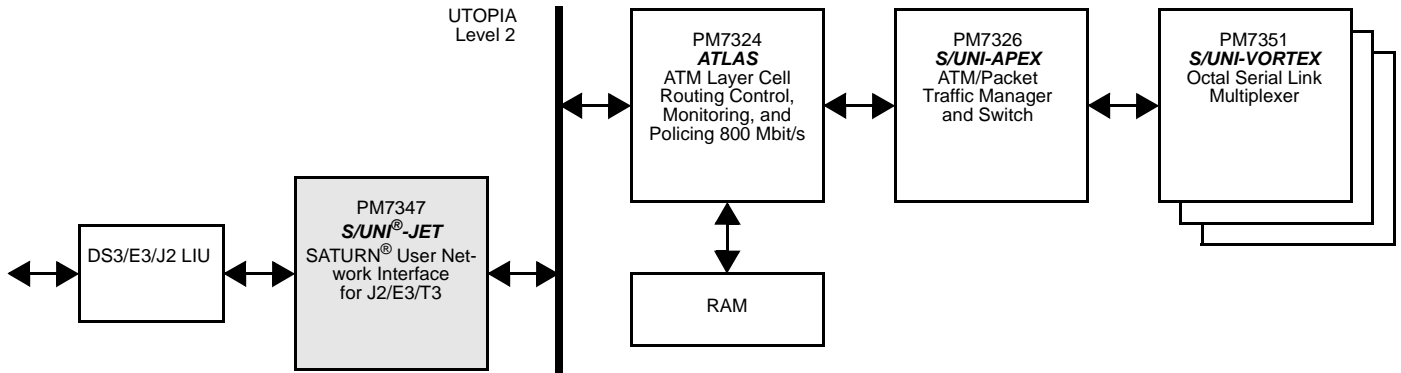 UTOPIA
Level 2
PM7324
ATLAS
ATM Layer Cell
Routing Control,
Monitoring, and
Policing 800 Mbit/s
PM7326
S/UNI-APEX
ATM/Packet
Traffic Manager
and Switch
PM7351
S/UNI-VORTEX
Octal Serial Link
Multiplexer
DS3/E3/J2 LIU
PM7347
S/UNI®-JET
SATURN® User Net-
work Interface
for J2/E3/T3
RAM